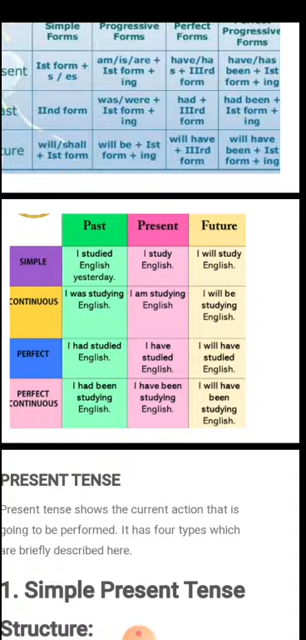 Simple Progressive Perfect Perfect
Forms Forms Forms Progressive
Forms
sent Ist form + s / es am/is/are + Ist form + ing have/ha s + IIIrd form have/has been + Ist form + ing
ast IInd form was/were + Ist form + ing had + IIIrd form had been + Ist form + ing
ure will/shall + Ist form will be + Ist form + ing will have + IIIrd form will have been + Ist form + ing
Past Present Future
SIMPLE I studied English yesterday. I study English. I will study English.
CONTINUOUS I was studying English. I am studying English. I will be studying English.
PERFECT I had studied English. I have studied English. I will have studied English.
PERFECT CONTINUOUS I had been studying English. I have been studying English. I will have been studying English.
PRESENT TENSE
Present tense shows the current action that is
going to be performed. It has four types which
are briefly described here.
1. Simple Present Tense
Structure: